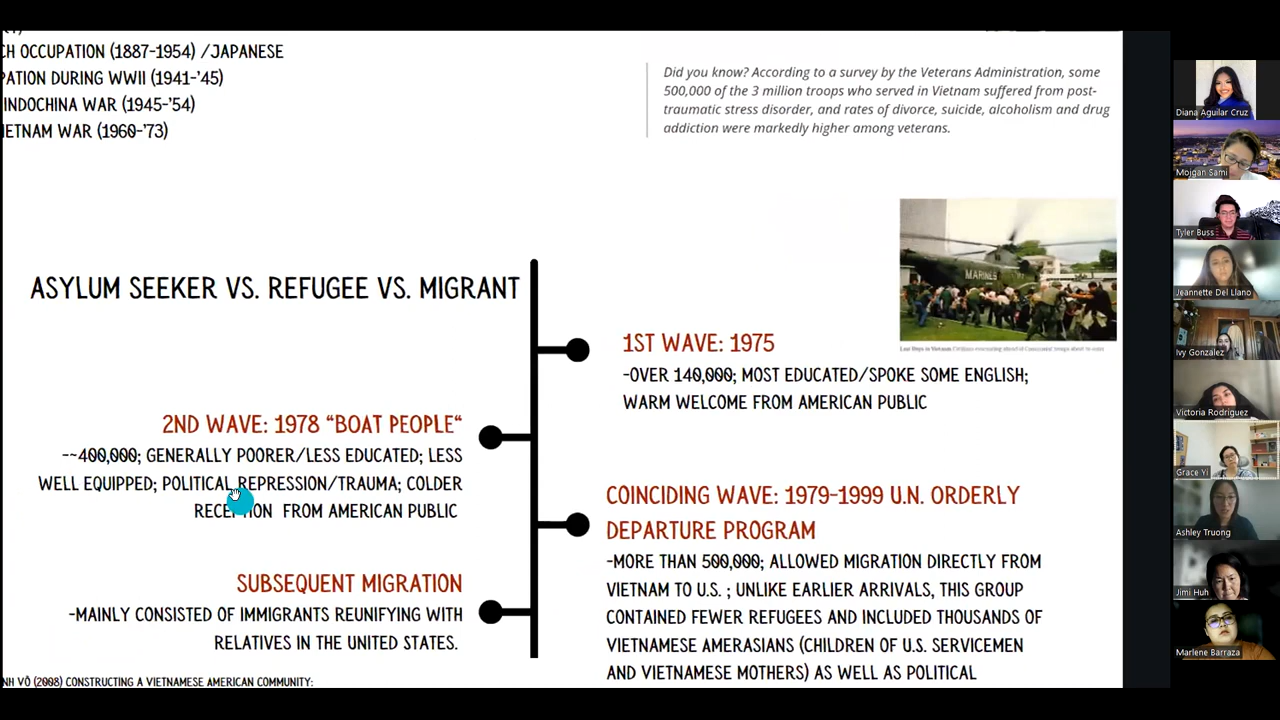 CH OCCUPATION (1887-1954) /JAPANESE
PATION DURING WWII (1941-'45)
INDOCHINA WAR (1945-'54)
IETNAM WAR (1960-'73)
Did you know? According to a survey by the Veterans Administration, some
500,000 of the 3 million troops who served in Vietnam suffered from post-
traumatic stress disorder, and rates of divorce, suicide, alcoholism and drug
addiction were markedly higher among veterans.
MARINES
ASYLUM SEEKER VS. REFUGEE VS. MIGRANT
1ST WAVE: 1975
-OVER 140,000; MOST EDUCATED/SPOKE SOME ENGLISH;
WARM WELCOME FROM AMERICAN PUBLIC
2ND WAVE: 1978 "BOAT PEOPLE"
-~400,000; GENERALLY POORER/LESS EDUCATED; LESS
WELL EQUIPPED; POLITICAL REPRESSION/TRAUMA; COLDER
RECEPTION FROM AMERICAN PUBLIC
COINCIDING WAVE: 1979-1999 U.N. ORDERLY
DEPARTURE PROGRAM
-MORE THAN 500,000; ALLOWED MIGRATION DIRECTLY FROM
VIETNAM TO U.S. ; UNLIKE EARLIER ARRIVALS, THIS GROUP
CONTAINED FEWER REFUGEES AND INCLUDED THOUSANDS OF
VIETNAMESE AMERASIANS (CHILDREN OF U.S. SERVICEMEN
AND VIETNAMESE MOTHERS) AS WELL AS POLITICAL
SUBSEQUENT MIGRATION
-MAINLY CONSISTED OF IMMIGRANTS REUNIFYING WITH
RELATIVES IN THE UNITED STATES.
NH VÕ (2008) CONSTRUCTING A VIETNAMESE AMERICAN COMMUNITY:
Diana Aguilar Cruz
Mojgan Sami
Tyler Buss
Jeannette Del Llano
Ivy Gonzalez
Victoria Rodriguez
Grace Yi
Ashley Truong
Jimi Huh
Marlene Barraza